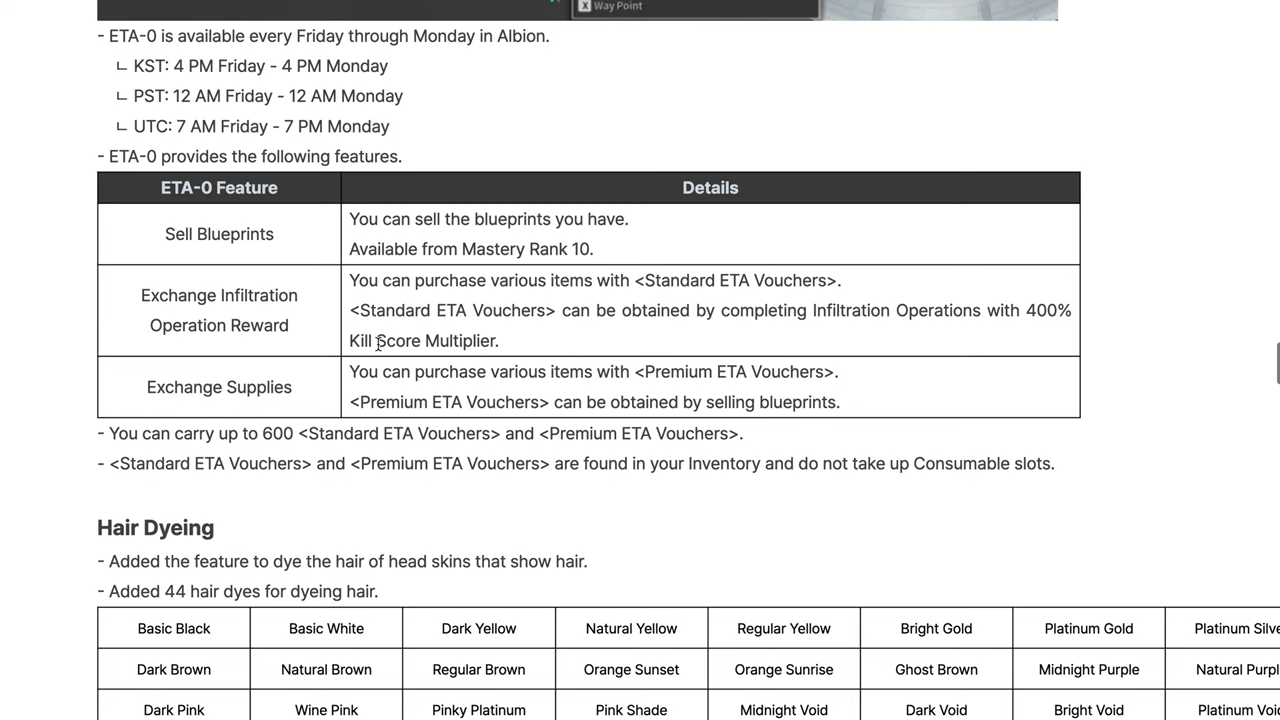 X Way Point
- ETA-0 is available every Friday through Monday in Albion.
ㄴ KST: 4 PM Friday - 4 PM Monday
ㄴ PST: 12 AM Friday - 12 AM Monday
ㄴ UTC: 7 AM Friday - 7 PM Monday
- ETA-0 provides the following features.
ETA-0 Feature Details
Sell Blueprints
You can sell the blueprints you have.
Available from Mastery Rank 10.
Exchange Infiltration
Operation Reward
You can purchase various items with <Standard ETA Vouchers>.
<Standard ETA Vouchers> can be obtained by completing Infiltration Operations with 400%
Kill Score Multiplier.
Exchange Supplies
You can purchase various items with <Premium ETA Vouchers>.
<Premium ETA Vouchers> can be obtained by selling blueprints.
- You can carry up to 600 <Standard ETA Vouchers> and <Premium ETA Vouchers>.
- <Standard ETA Vouchers> and <Premium ETA Vouchers> are found in your Inventory and do not take up Consumable slots.
Hair Dyeing
- Added the feature to dye the hair of head skins that show hair.
- Added 44 hair dyes for dyeing hair.
Basic Black Basic White Dark Yellow Natural Yellow Regular Yellow Bright Gold Platinum Gold Platinum Silve
Dark Brown Natural Brown Regular Brown Orange Sunset Orange Sunrise Ghost Brown Midnight Purple Natural Purpl
Dark Pink Wine Pink Pinky Platinum Pink Shade Midnight Void Dark Void Bright Void Platinum Void